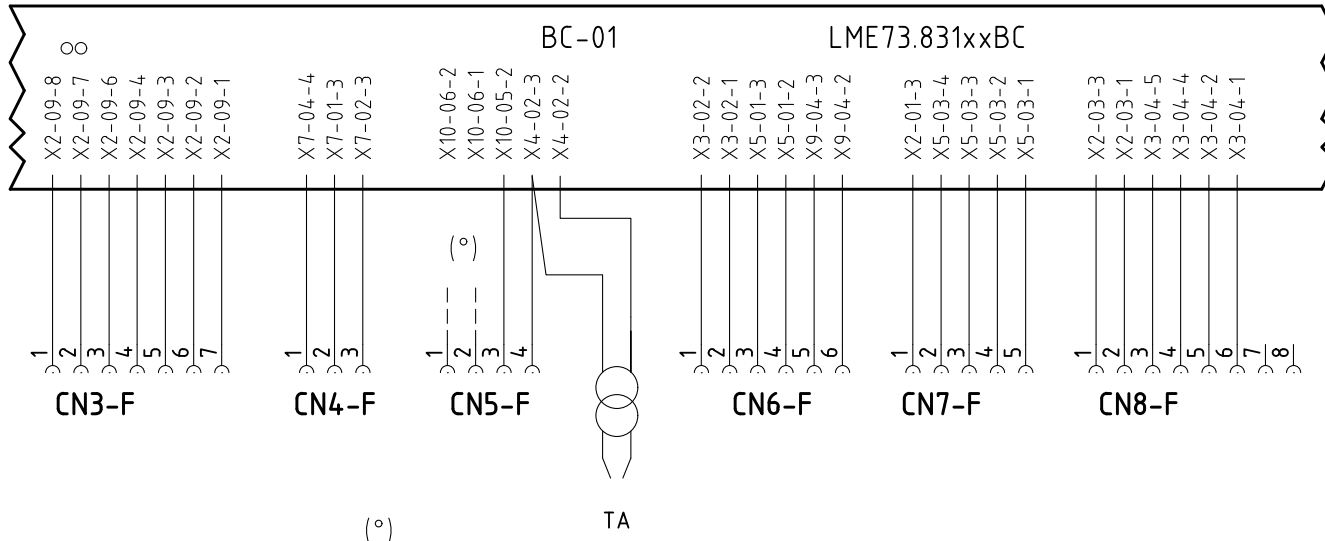 BC-01 LME73.831xxBC
X2-09-8
X2-09-7
X2-09-6
X2-09-4
X2-09-3
X2-09-2
X2-09-1
X7-04-4
X7-01-3
X7-02-3
X10-06-2
X10-06-1
X10-05-2
X4-02-3
X4-02-2
X3-02-2
X3-02-1
X5-01-3
X5-01-2
X9-04-3
X9-04-2
X2-01-3
X5-03-4
X5-03-3
X5-03-2
X5-03-1
X2-03-3
X2-03-1
X3-04-5
X3-04-4
X3-04-2
X3-04-1
(°)
1 2 3 4 5 6 7
1 2 3
1 2 3 4
1 2 3 4 5 6
1 2 3 4 5
1 2 3 4 5 6 7 8
CN3-F CN4-F CN5-F CN6-F CN7-F CN8-F
TA
(°)